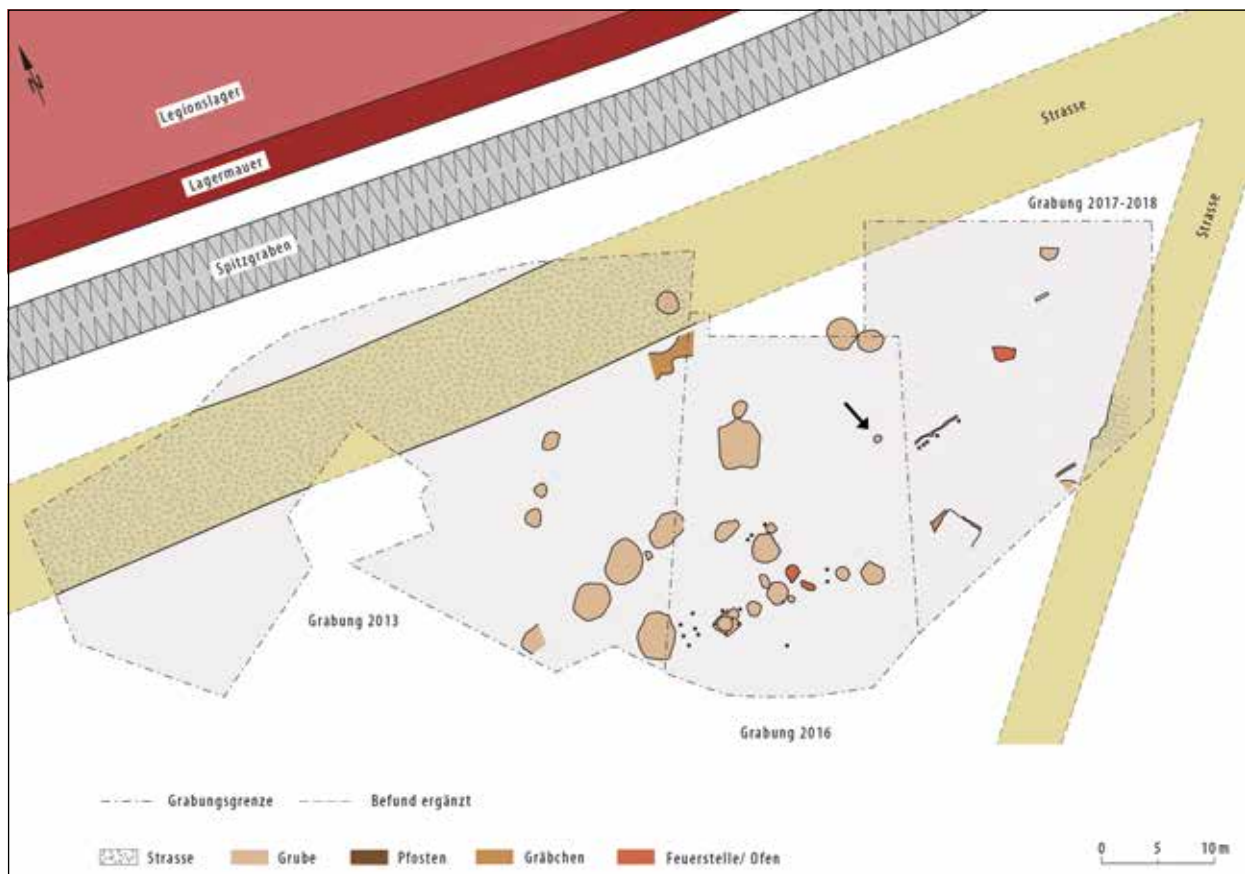 N
Legionslager
Lagermauer
Spitzgraben
Strasse
Strasse
Grabung 2017-2018
Grabung 2013
Grabung 2016
Grabungsgrenze
Befund ergänzt
Strasse
Grube
Pfosten
Gräbchen
Feuerstelle/ Ofen
0 5 10 m